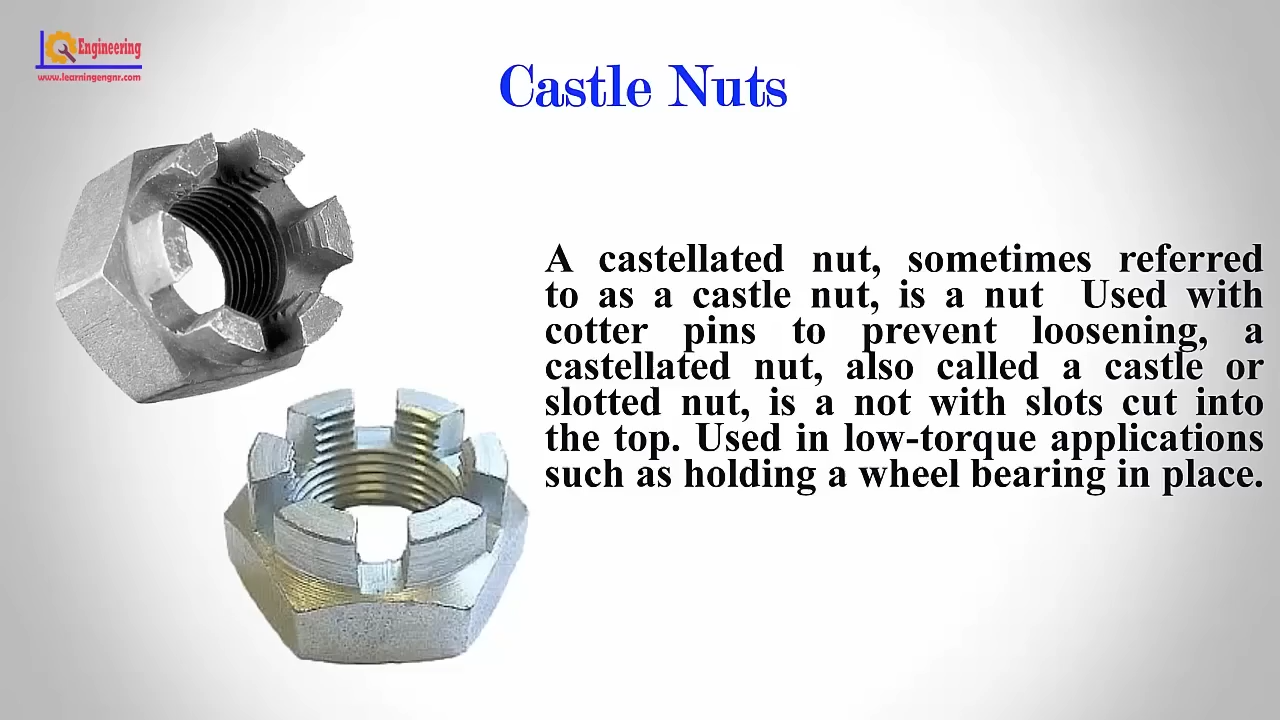 Engineering
www.learningengnr.com
Castle Nuts
A castellated nut, sometimes referred
to as a castle nut, is a nut Used with
cotter pins to prevent loosening, a
castellated nut, also called a castle or
slotted nut, is a not with slots cut into
the top. Used in low-torque applications
such as holding a wheel bearing in place.